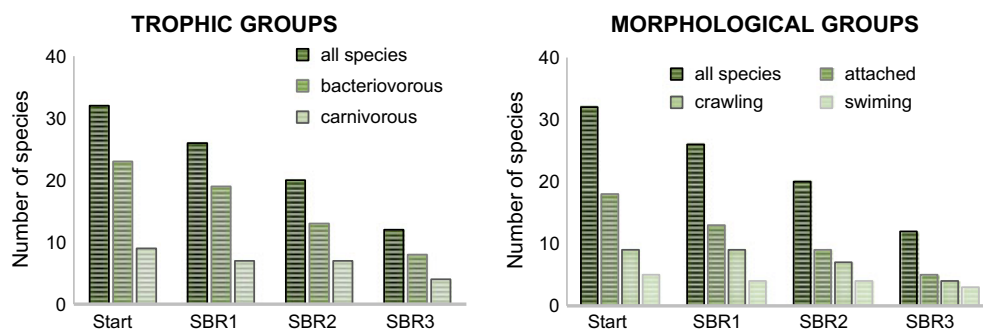 TROPHIC GROUPS
40
30
20
10
0
Number of species
all species
bacteriovorous
carnivorous
Start SBR1 SBR2 SBR3
MORPHOLOGICAL GROUPS
40
30
20
10
0
Number of species
all species attached
crawling swiming
Start SBR1 SBR2 SBR3